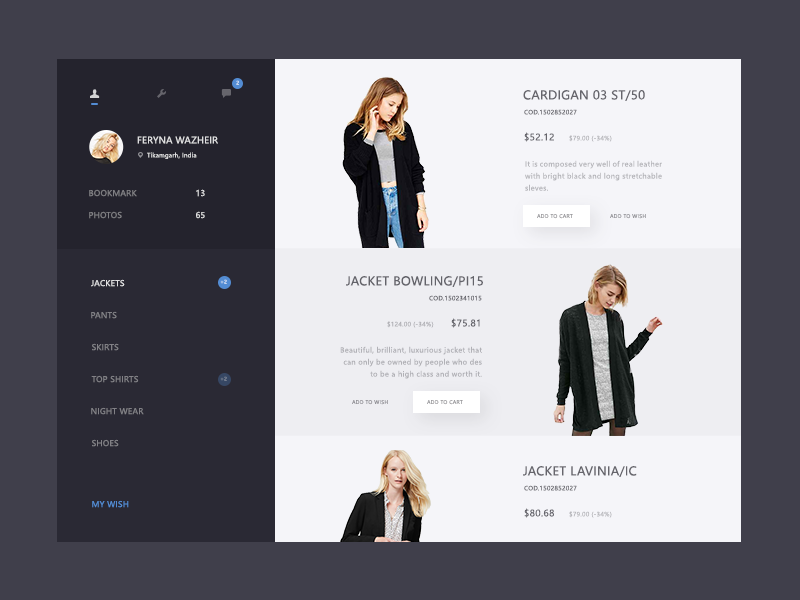 2
FERYNA WAZHEIR
Tikamgarh, India
BOOKMARK 13
PHOTOS 65
JACKETS +2
PANTS
SKIRTS
TOP SHIRTS +2
NIGHT WEAR
SHOES
MY WISH
CARDIGAN 03 ST/50
COD.1502852027
$52.12 $79.00 (-34%)
It is composed very well of real leather
with bright black and long stretchable
sleves.
ADD TO CART ADD TO WISH
JACKET BOWLING/PI15
COD.1502341015
$124.00 (-34%) $75.81
Beautiful, brilliant, luxurious jacket that
can only be owned by people who des
to be a high class and worth it.
ADD TO WISH ADD TO CART
JACKET LAVINIA/IC
COD.1502852027
$80.68 $79.00 (-34%)